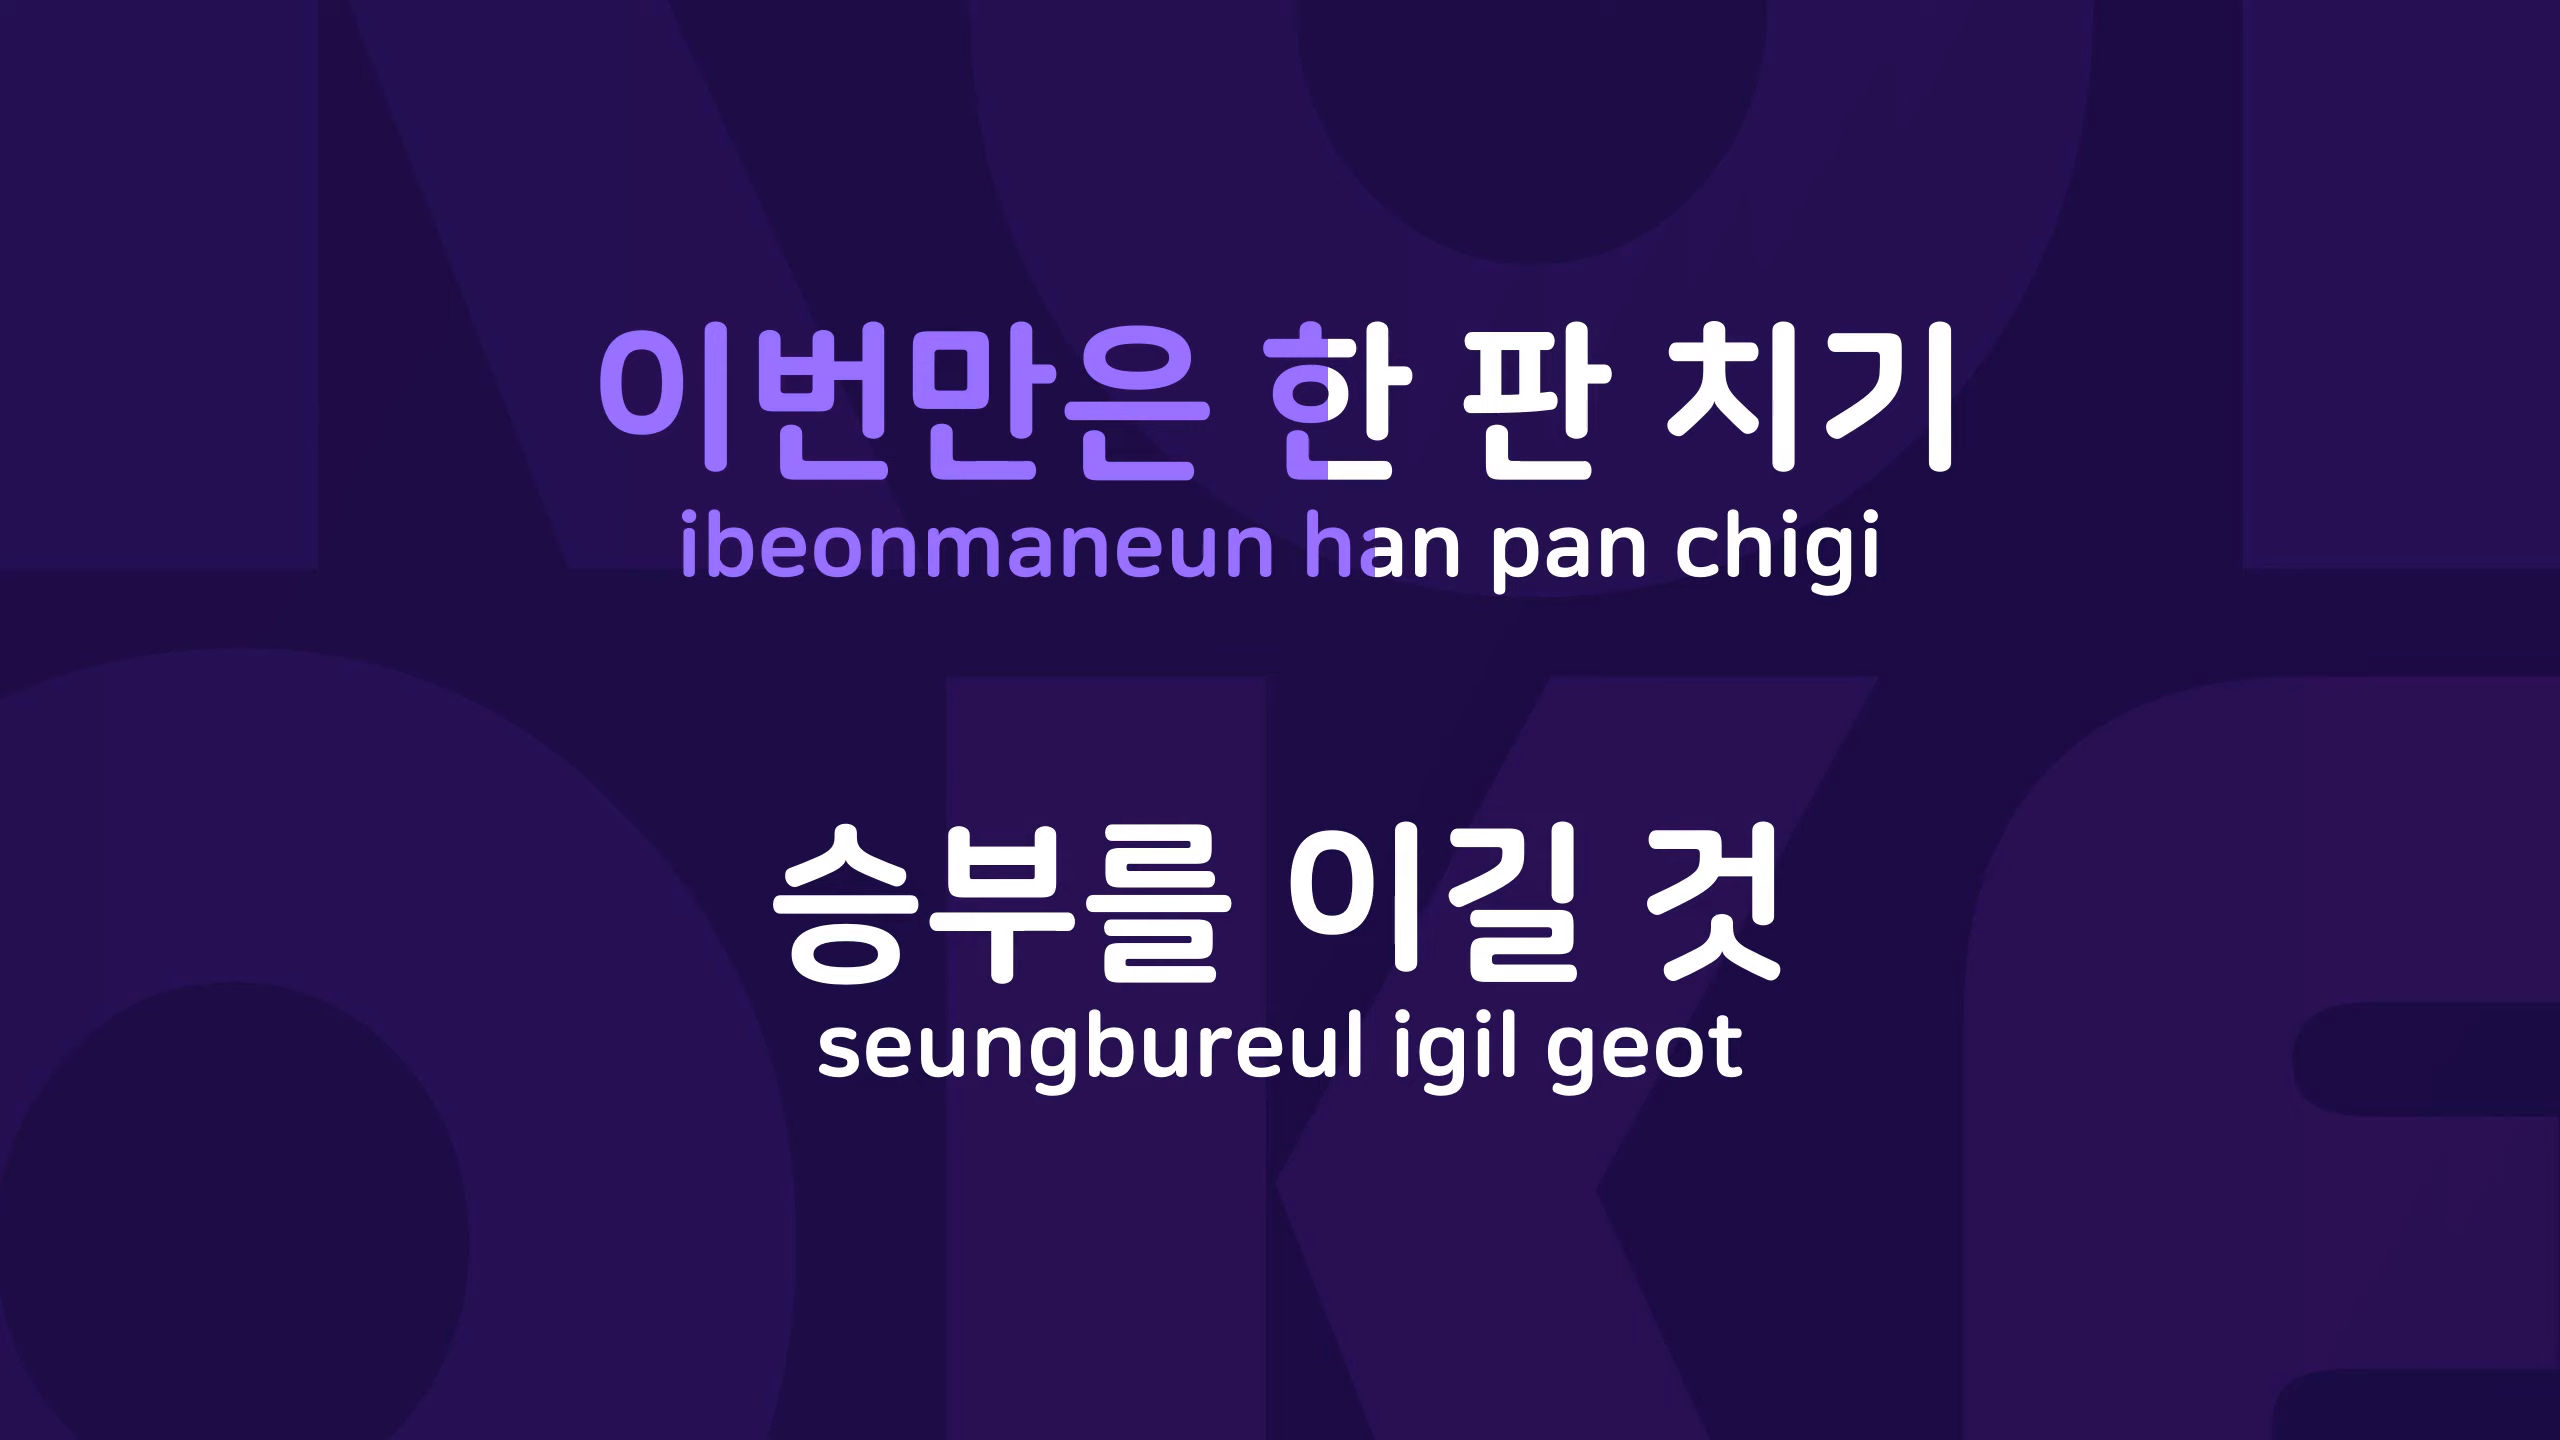 이번만은 한 판 치기
ibeonmaneun han pan chigi
승부를 이길 것
seungbureul igil geot